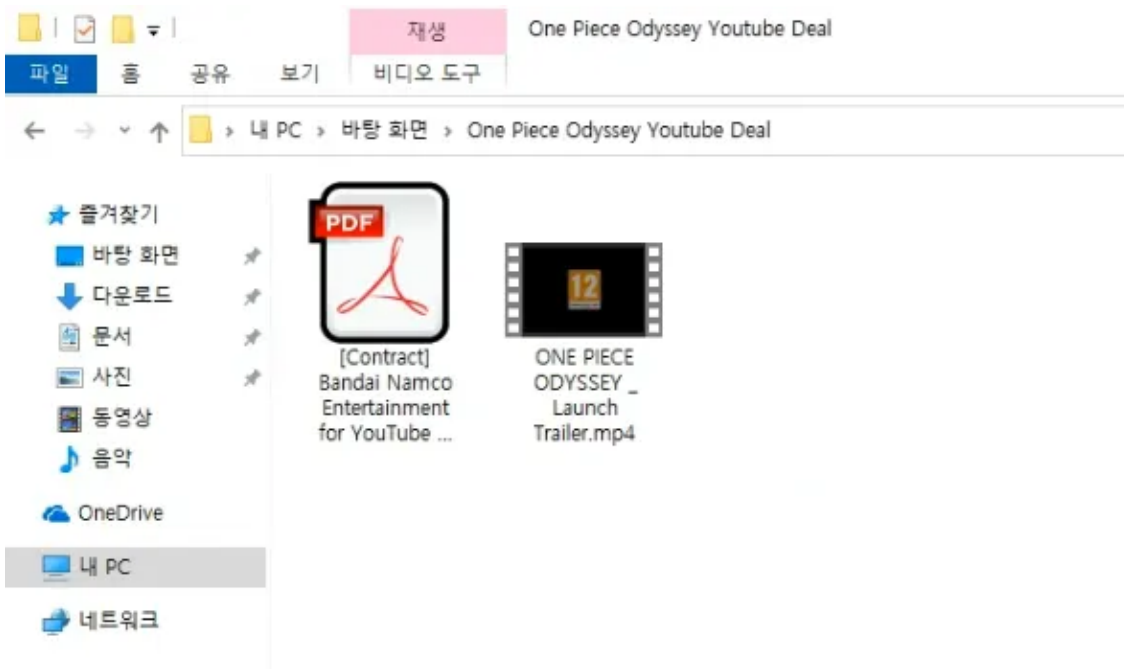 재생
One Piece Odyssey Youtube Deal
파일
홈
공유
보기
비디오 도구
내 PC
바탕 화면
One Piece Odyssey Youtube Deal
즐겨찾기
바탕 화면
다운로드
문서
사진
동영상
음악
OneDrive
내 PC
네트워크
PDF
[Contract]
Bandai Namco
Entertainment
for YouTube ...
12
ONE PIECE
ODYSSEY _
Launch
Trailer.mp4